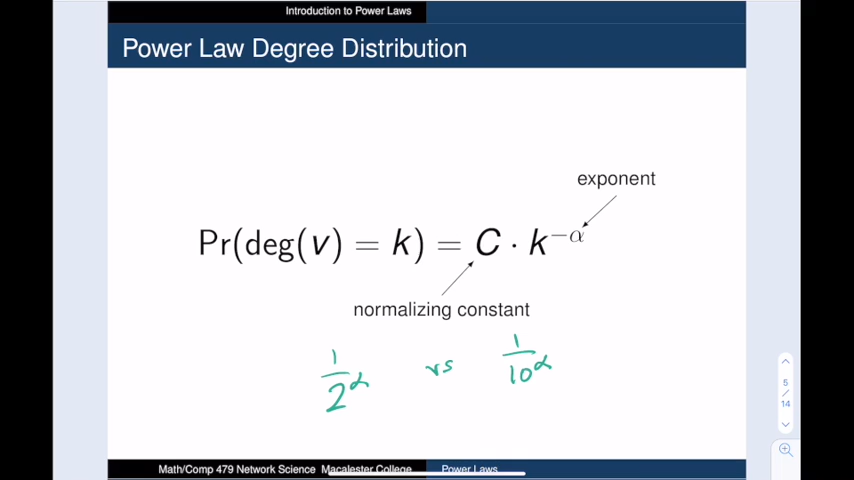 Introduction to Power Laws
Power Law Degree Distribution
exponent
Pr(deg(v) = k) = C · k^{−α}
normalizing constant
1/2^α vs 1/10^α
5
/
14
Math/Comp 479 Network Science Macalester College Power Laws